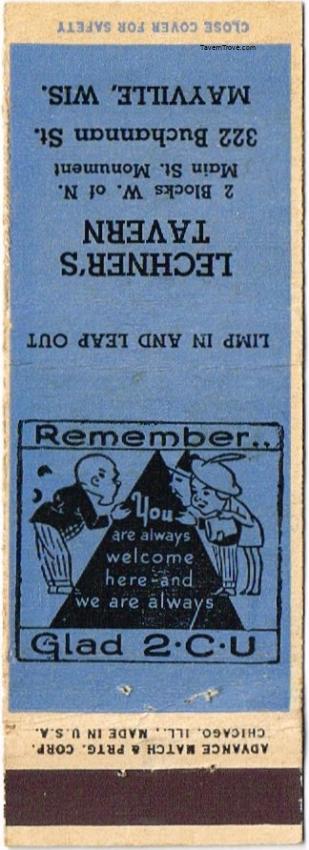 CLOSE COVER FOR SAFETY
TavernTrove.com
Remember..
You
are always
welcome
here-and
we are always
Glad 2·C·U
LIMP IN AND LEAP OUT
LECHNER'S
TAVERN
2 Blocks W. of N.
Main St. Monument
322 Buchannan St.
MAYVILLE, WIS.
ADVANCE MATCH & PRTG. CORP.
CHICAGO, ILL., MADE IN U.S.A.